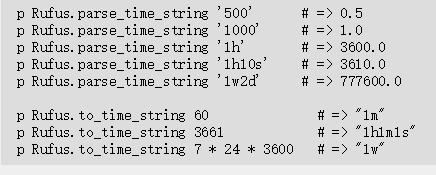 p Rufus.parse_time_string '500'      # => 0.5
p Rufus.parse_time_string '1000'     # => 1.0
p Rufus.parse_time_string '1h'       # => 3600.0
p Rufus.parse_time_string '1h10s'    # => 3610.0
p Rufus.parse_time_string '1w2d'     # => 777600.0
p Rufus.to_time_string 60              # => "1m"
p Rufus.to_time_string 3661            # => "1h1m1s"
p Rufus.to_time_string 7 * 24 * 3600   # => "1w"